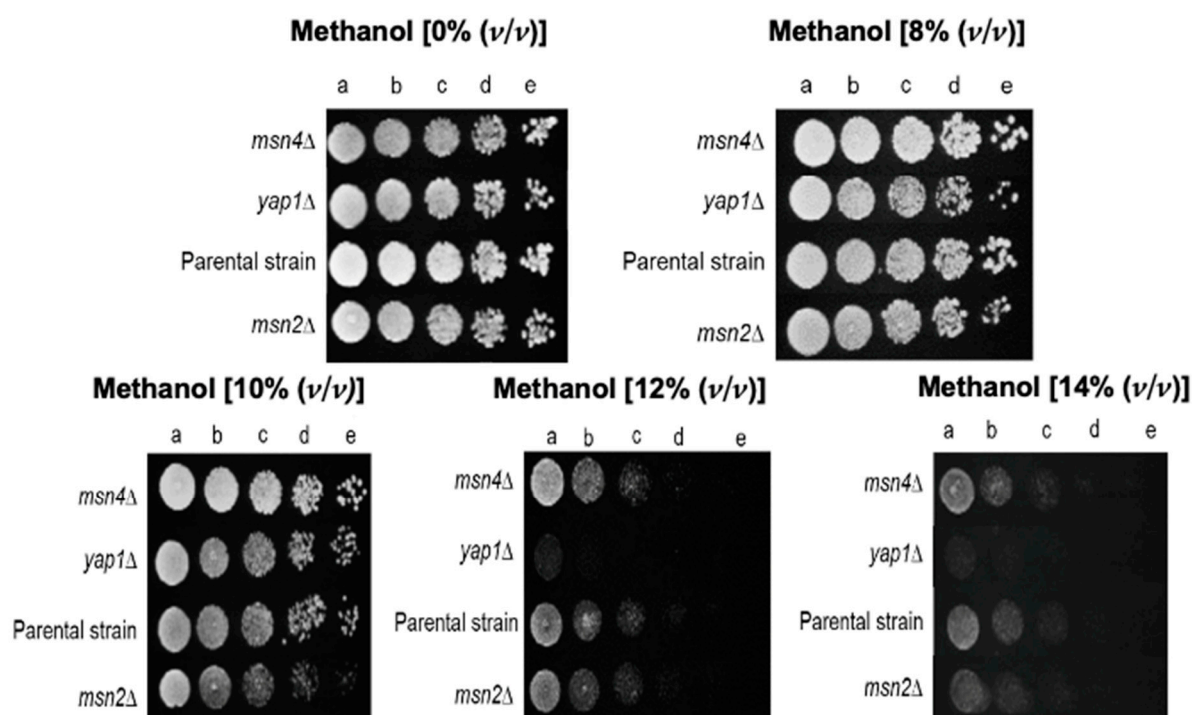 Methanol [0% (v/v)]
a b c d e
msn4Δ
yap1Δ
Parental strain
msn2Δ
Methanol [8% (v/v)]
a b c d e
msn4Δ
yap1Δ
Parental strain
msn2Δ
Methanol [10% (v/v)]
a b c d e
msn4Δ
yap1Δ
Parental strain
msn2Δ
Methanol [12% (v/v)]
a b c d e
msn4Δ
yap1Δ
Parental strain
msn2Δ
Methanol [14% (v/v)]
a b c d e
msn4Δ
yap1Δ
Parental strain
msn2Δ